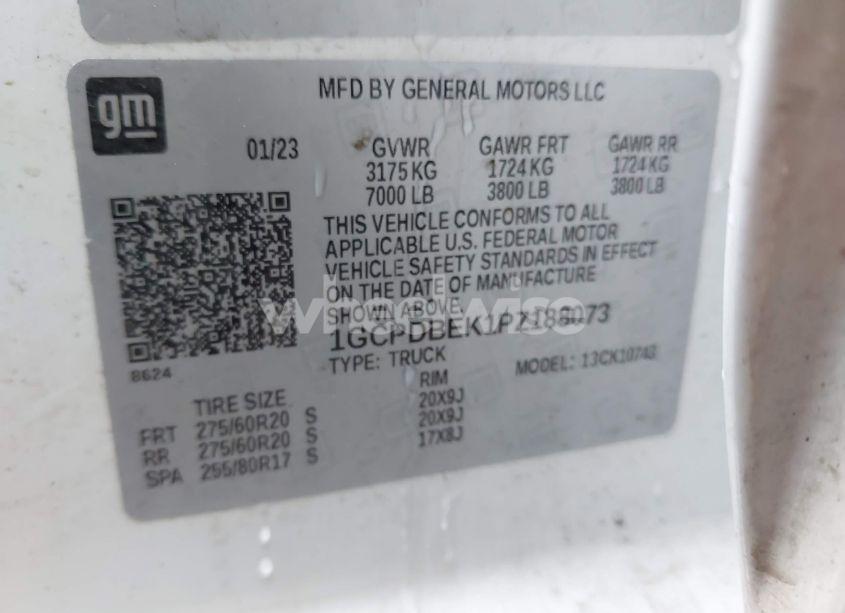 gm
MFD BY GENERAL MOTORS LLC
01/23 GVWR GAWR FRT GAWR RR
3175 KG 1724 KG 1724 KG
7000 LB 3800 LB 3800 LB
THIS VEHICLE CONFORMS TO ALL
APPLICABLE U.S. FEDERAL MOTOR
VEHICLE SAFETY STANDARDS IN EFFECT
ON THE DATE OF MANUFACTURE
SHOWN ABOVE.
1GCPDBEK1PZ188073
TYPE: TRUCK MODEL: 13CK10743
8624
TIRE SIZE RIM
FRT 275/60R20 S 20X9J
RR 275/60R20 S 20X9J
SPA 255/80R17 S 17X8J